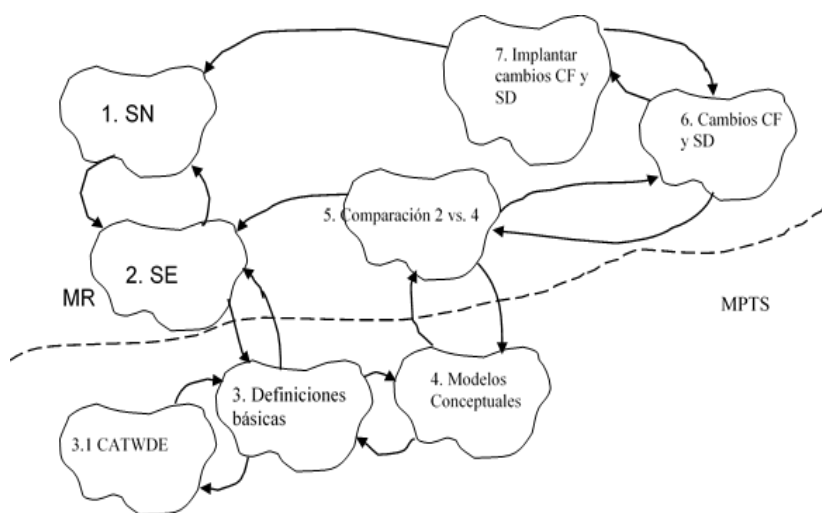 1. SN
2. SE
MR
3. Definiciones
básicas
3.1 CATWDE
4. Modelos
Conceptuales
5. Comparación 2 vs. 4
6. Cambios CF
y SD
7. Implantar
cambios CF y
SD
MPTS